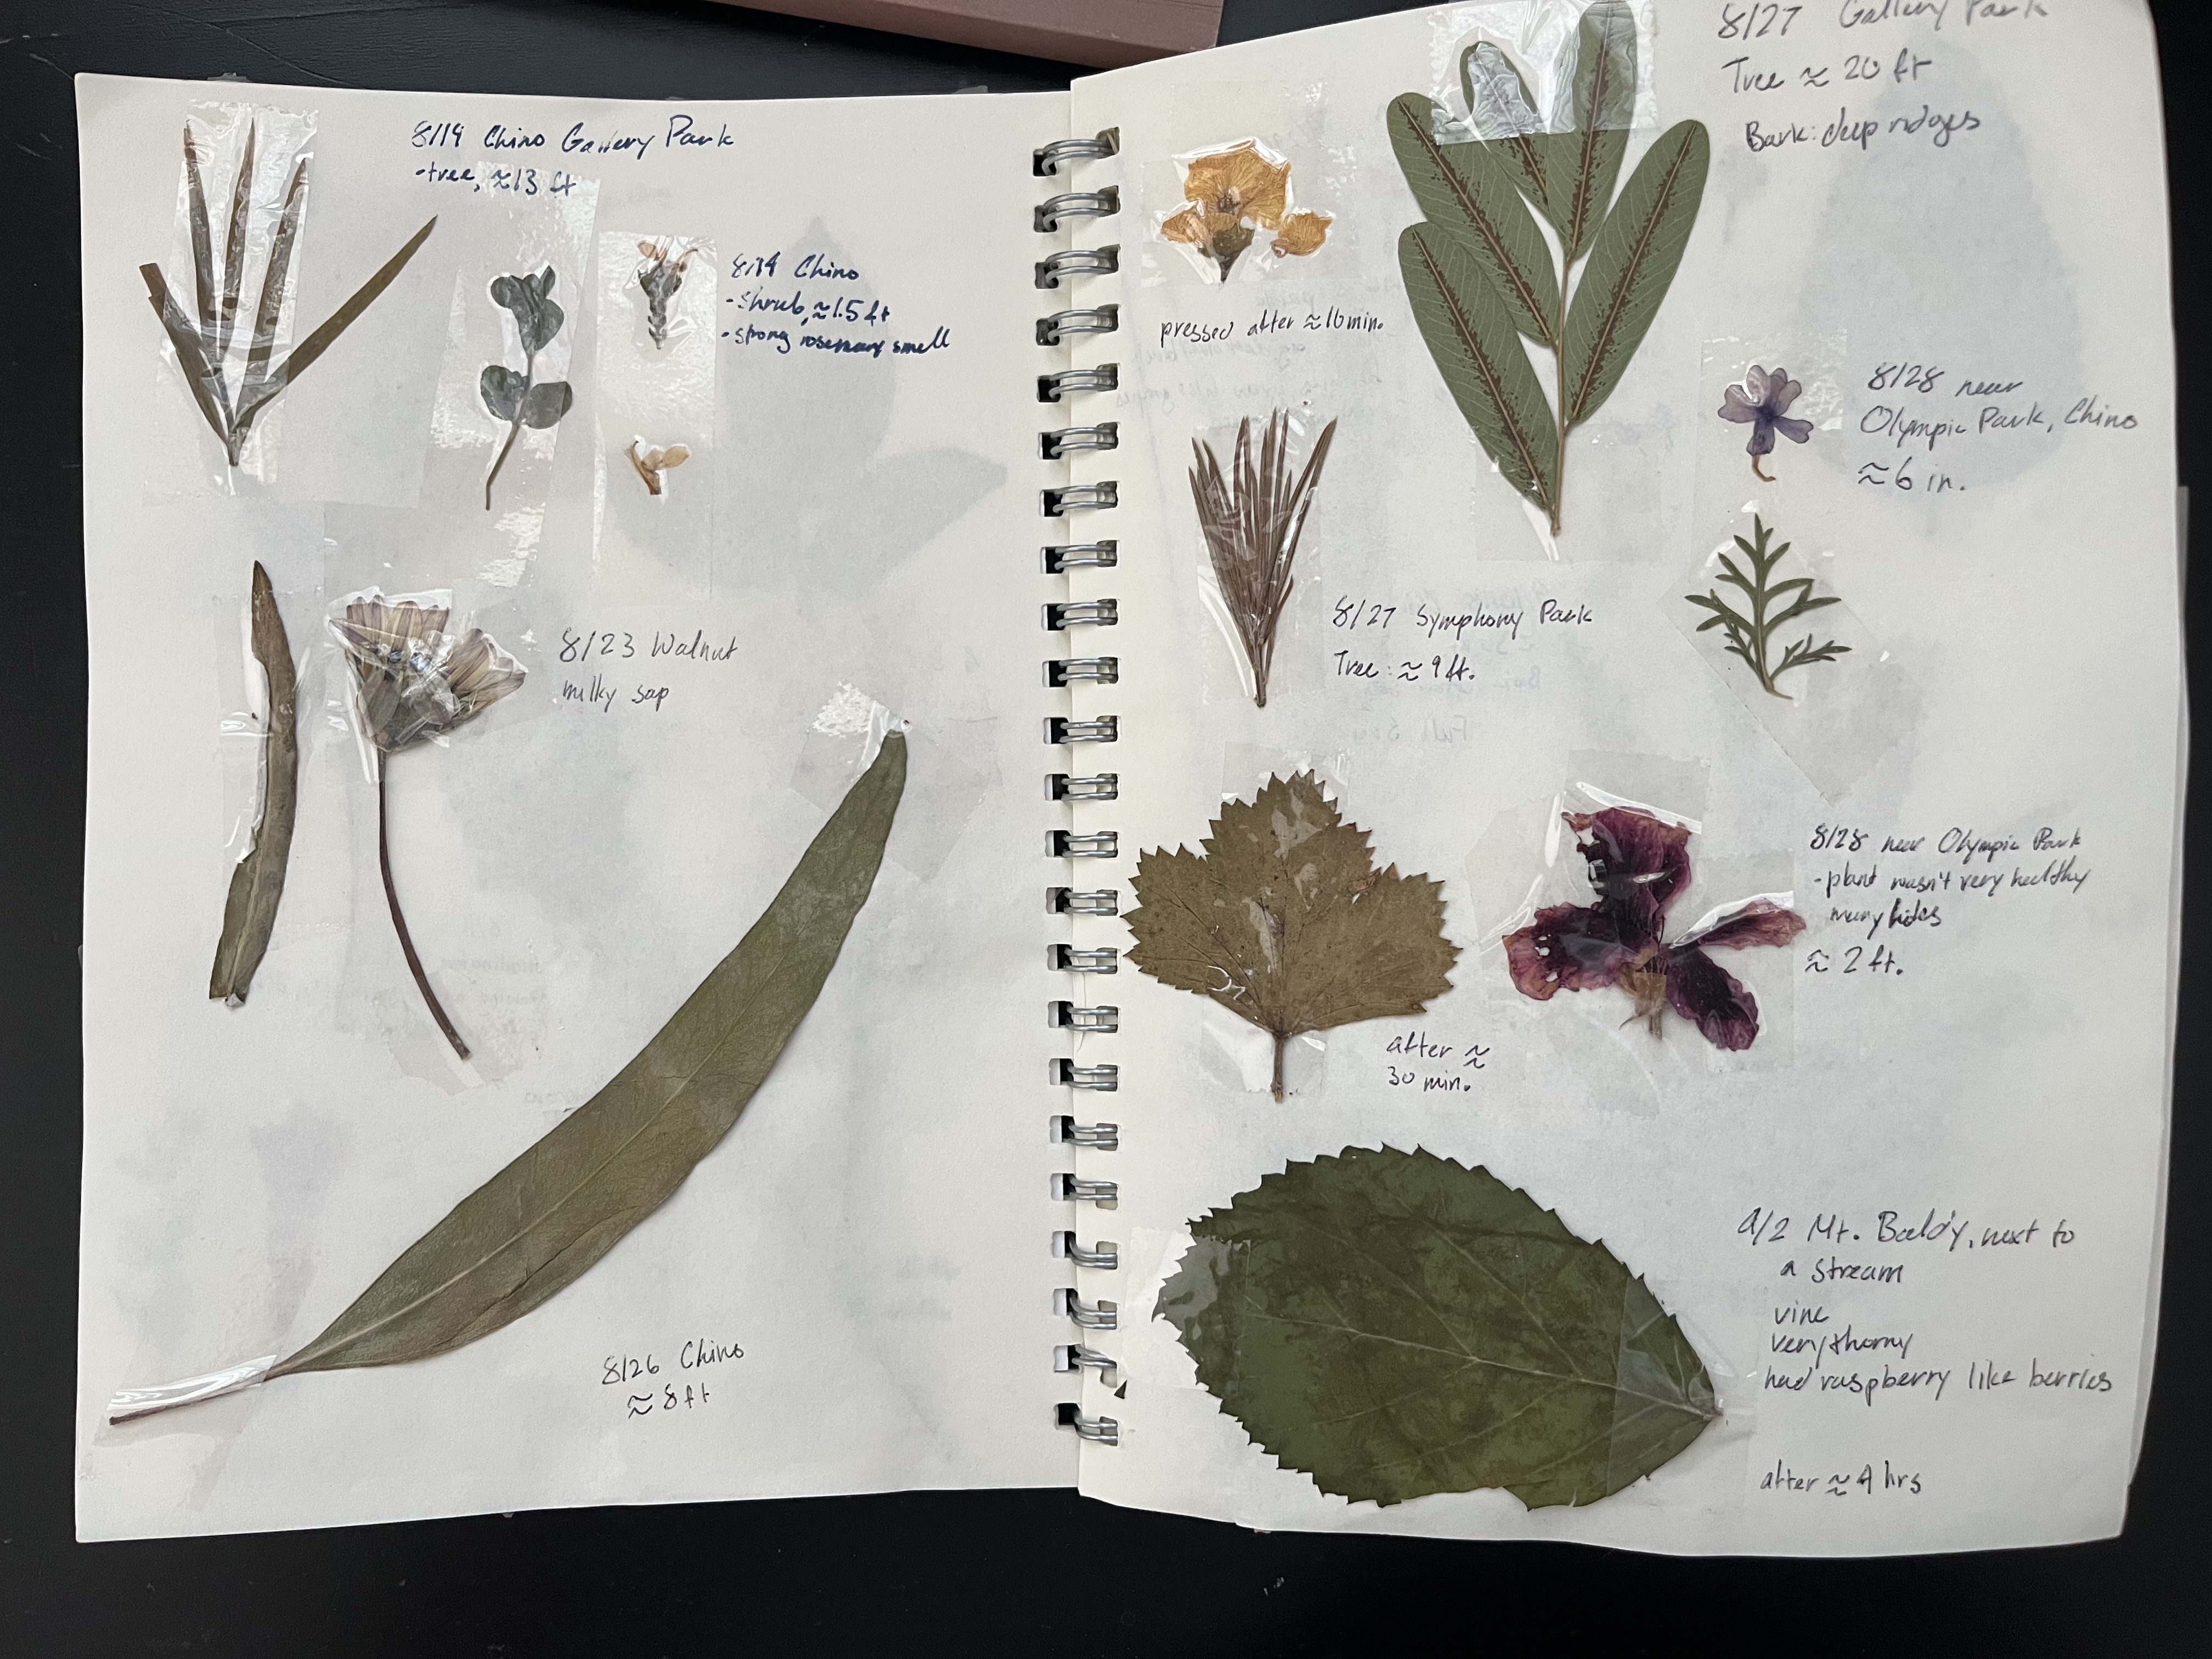 8/19 Chino Gallery Park
-tree, ≈13 ft
8/19 Chino
-shrub, ≈1.5 ft
-strong rosemary smell
8/23 Walnut
milky sap
8/26 Chino
≈ 8 ft
8/27 Gallery Park
Tree ≈ 20 ft
Bark: deep ridges
pressed after ≈10min.
8/28 near
Olympic Park, Chino
≈6 in.
8/27 Symphony Park
Tree: ≈ 9 ft.
8/28 near Olympic Park
-plant wasn't very healthy
many holes
≈ 2 ft.
after ≈
30 min.
9/2 Mt. Baldy, next to
a stream
vine
very thorny
had raspberry like berries
after ≈ 4 hrs